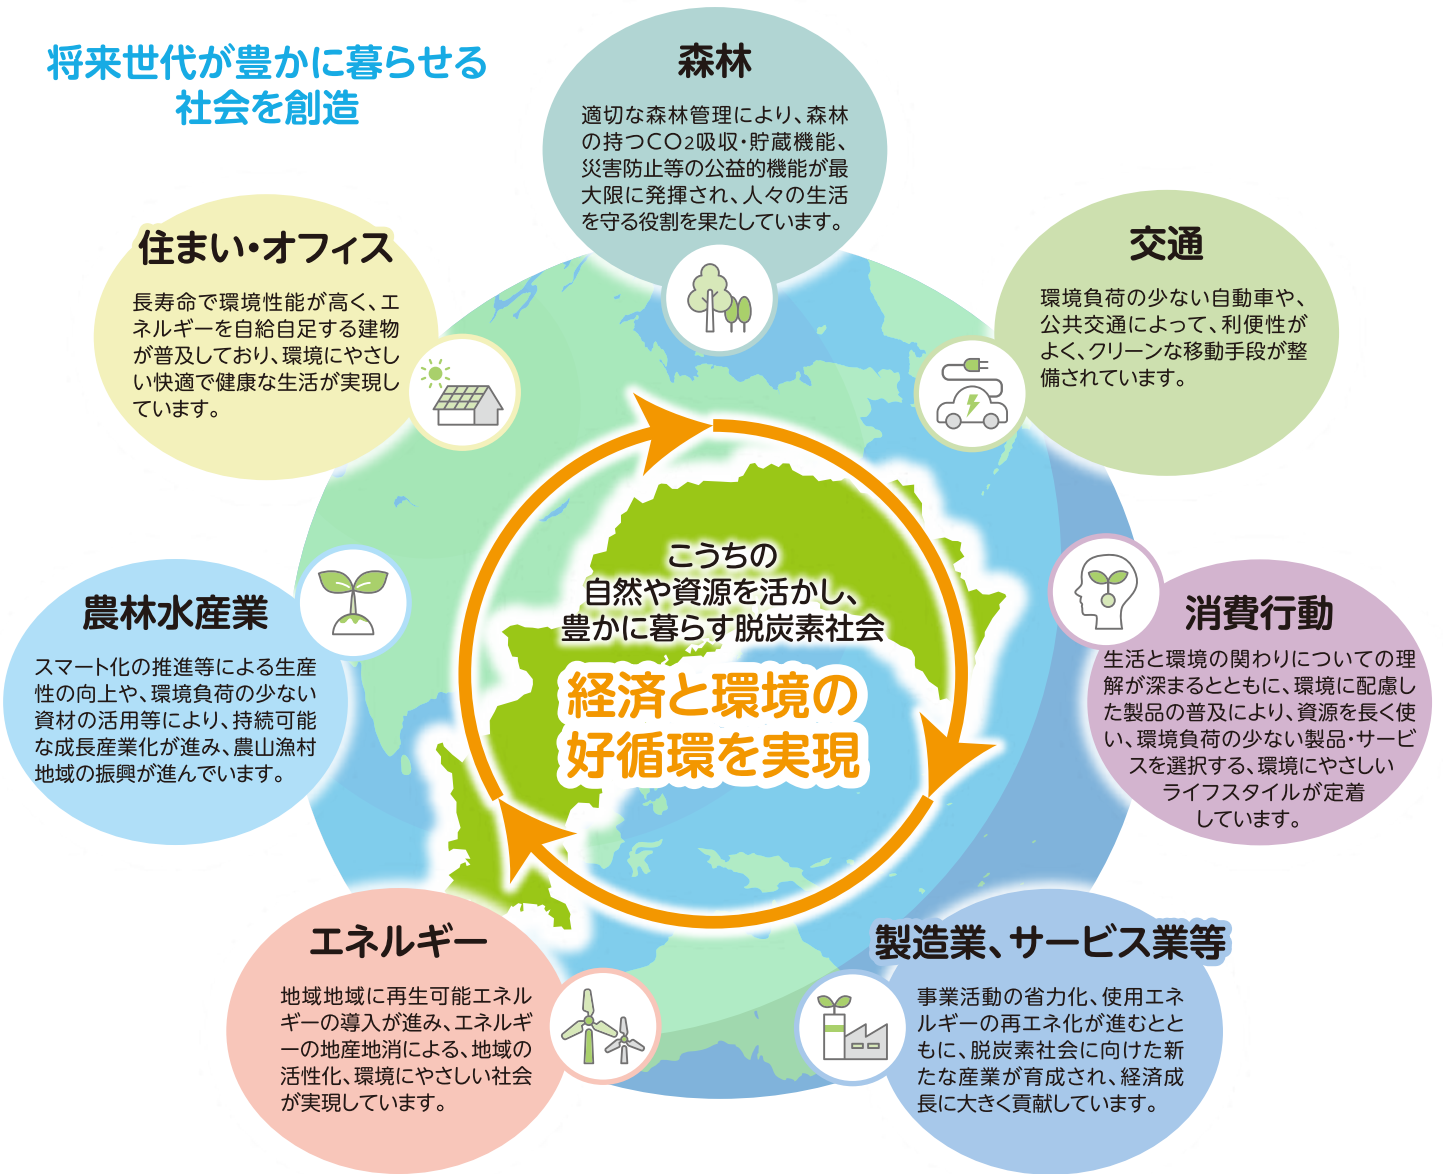 将来世代が豊かに暮らせる
社会を創造
森林
適切な森林管理により、森林
の持つCO2吸収・貯蔵機能、
災害防止等の公益的機能が最
大限に発揮され、人々の生活
を守る役割を果たしています。
住まい・オフィス
長寿命で環境性能が高く、エ
ネルギーを自給自足する建物
が普及しており、環境にやさし
い快適で健康な生活が実現し
ています。
交通
環境負荷の少ない自動車や、
公共交通によって、利便性が
よく、クリーンな移動手段が整
備されています。
こうちの
自然や資源を活かし、
豊かに暮らす脱炭素社会
経済と環境の
好循環を実現
農林水産業
スマート化の推進等による生産
性の向上や、環境負荷の少ない
資材の活用等により、持続可能
な成長産業化が進み、農山漁村
地域の振興が進んでいます。
消費行動
生活と環境の関わりについての理
解が深まるとともに、環境に配慮し
た製品の普及により、資源を長く使
い、環境負荷の少ない製品・サービ
スを選択する、環境にやさしい
ライフスタイルが定着
しています。
エネルギー
地域地域に再生可能エネル
ギーの導入が進み、エネルギ
ーの地産地消による、地域の
活性化、環境にやさしい社会
が実現しています。
製造業、サービス業等
事業活動の省力化、使用エネ
ルギーの再エネ化が進むとと
もに、脱炭素社会に向けた新
たな産業が育成され、経済成
長に大きく貢献しています。